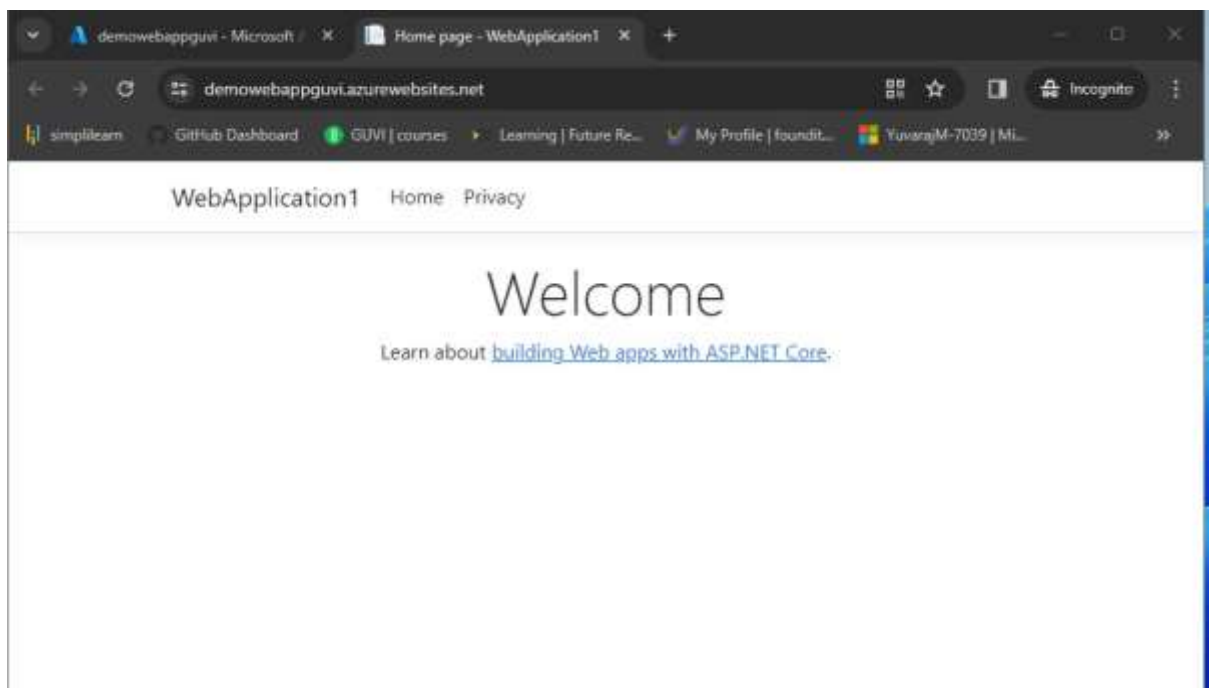 demowebappguvi - Microsoft / Home page - WebApplication1
demowebappguvi.azurewebsites.net Incognito
simplilearn GitHub Dashboard GUVI | courses Learning | Future Re... My Profile | foundit... YuvarajM-7039 | Mi...
WebApplication1 Home Privacy
Welcome
Learn about building Web apps with ASP.NET Core.